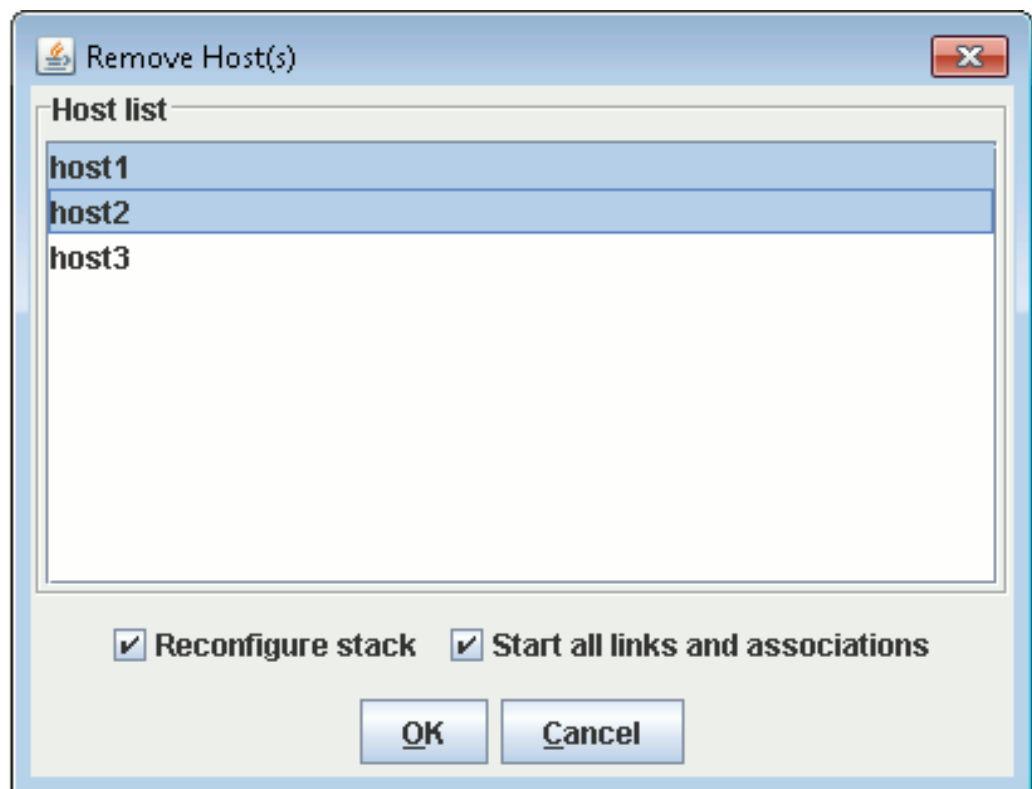 Remove Host(s)
Host list
host1
host2
host3
Reconfigure stack Start all links and associations
OK Cancel